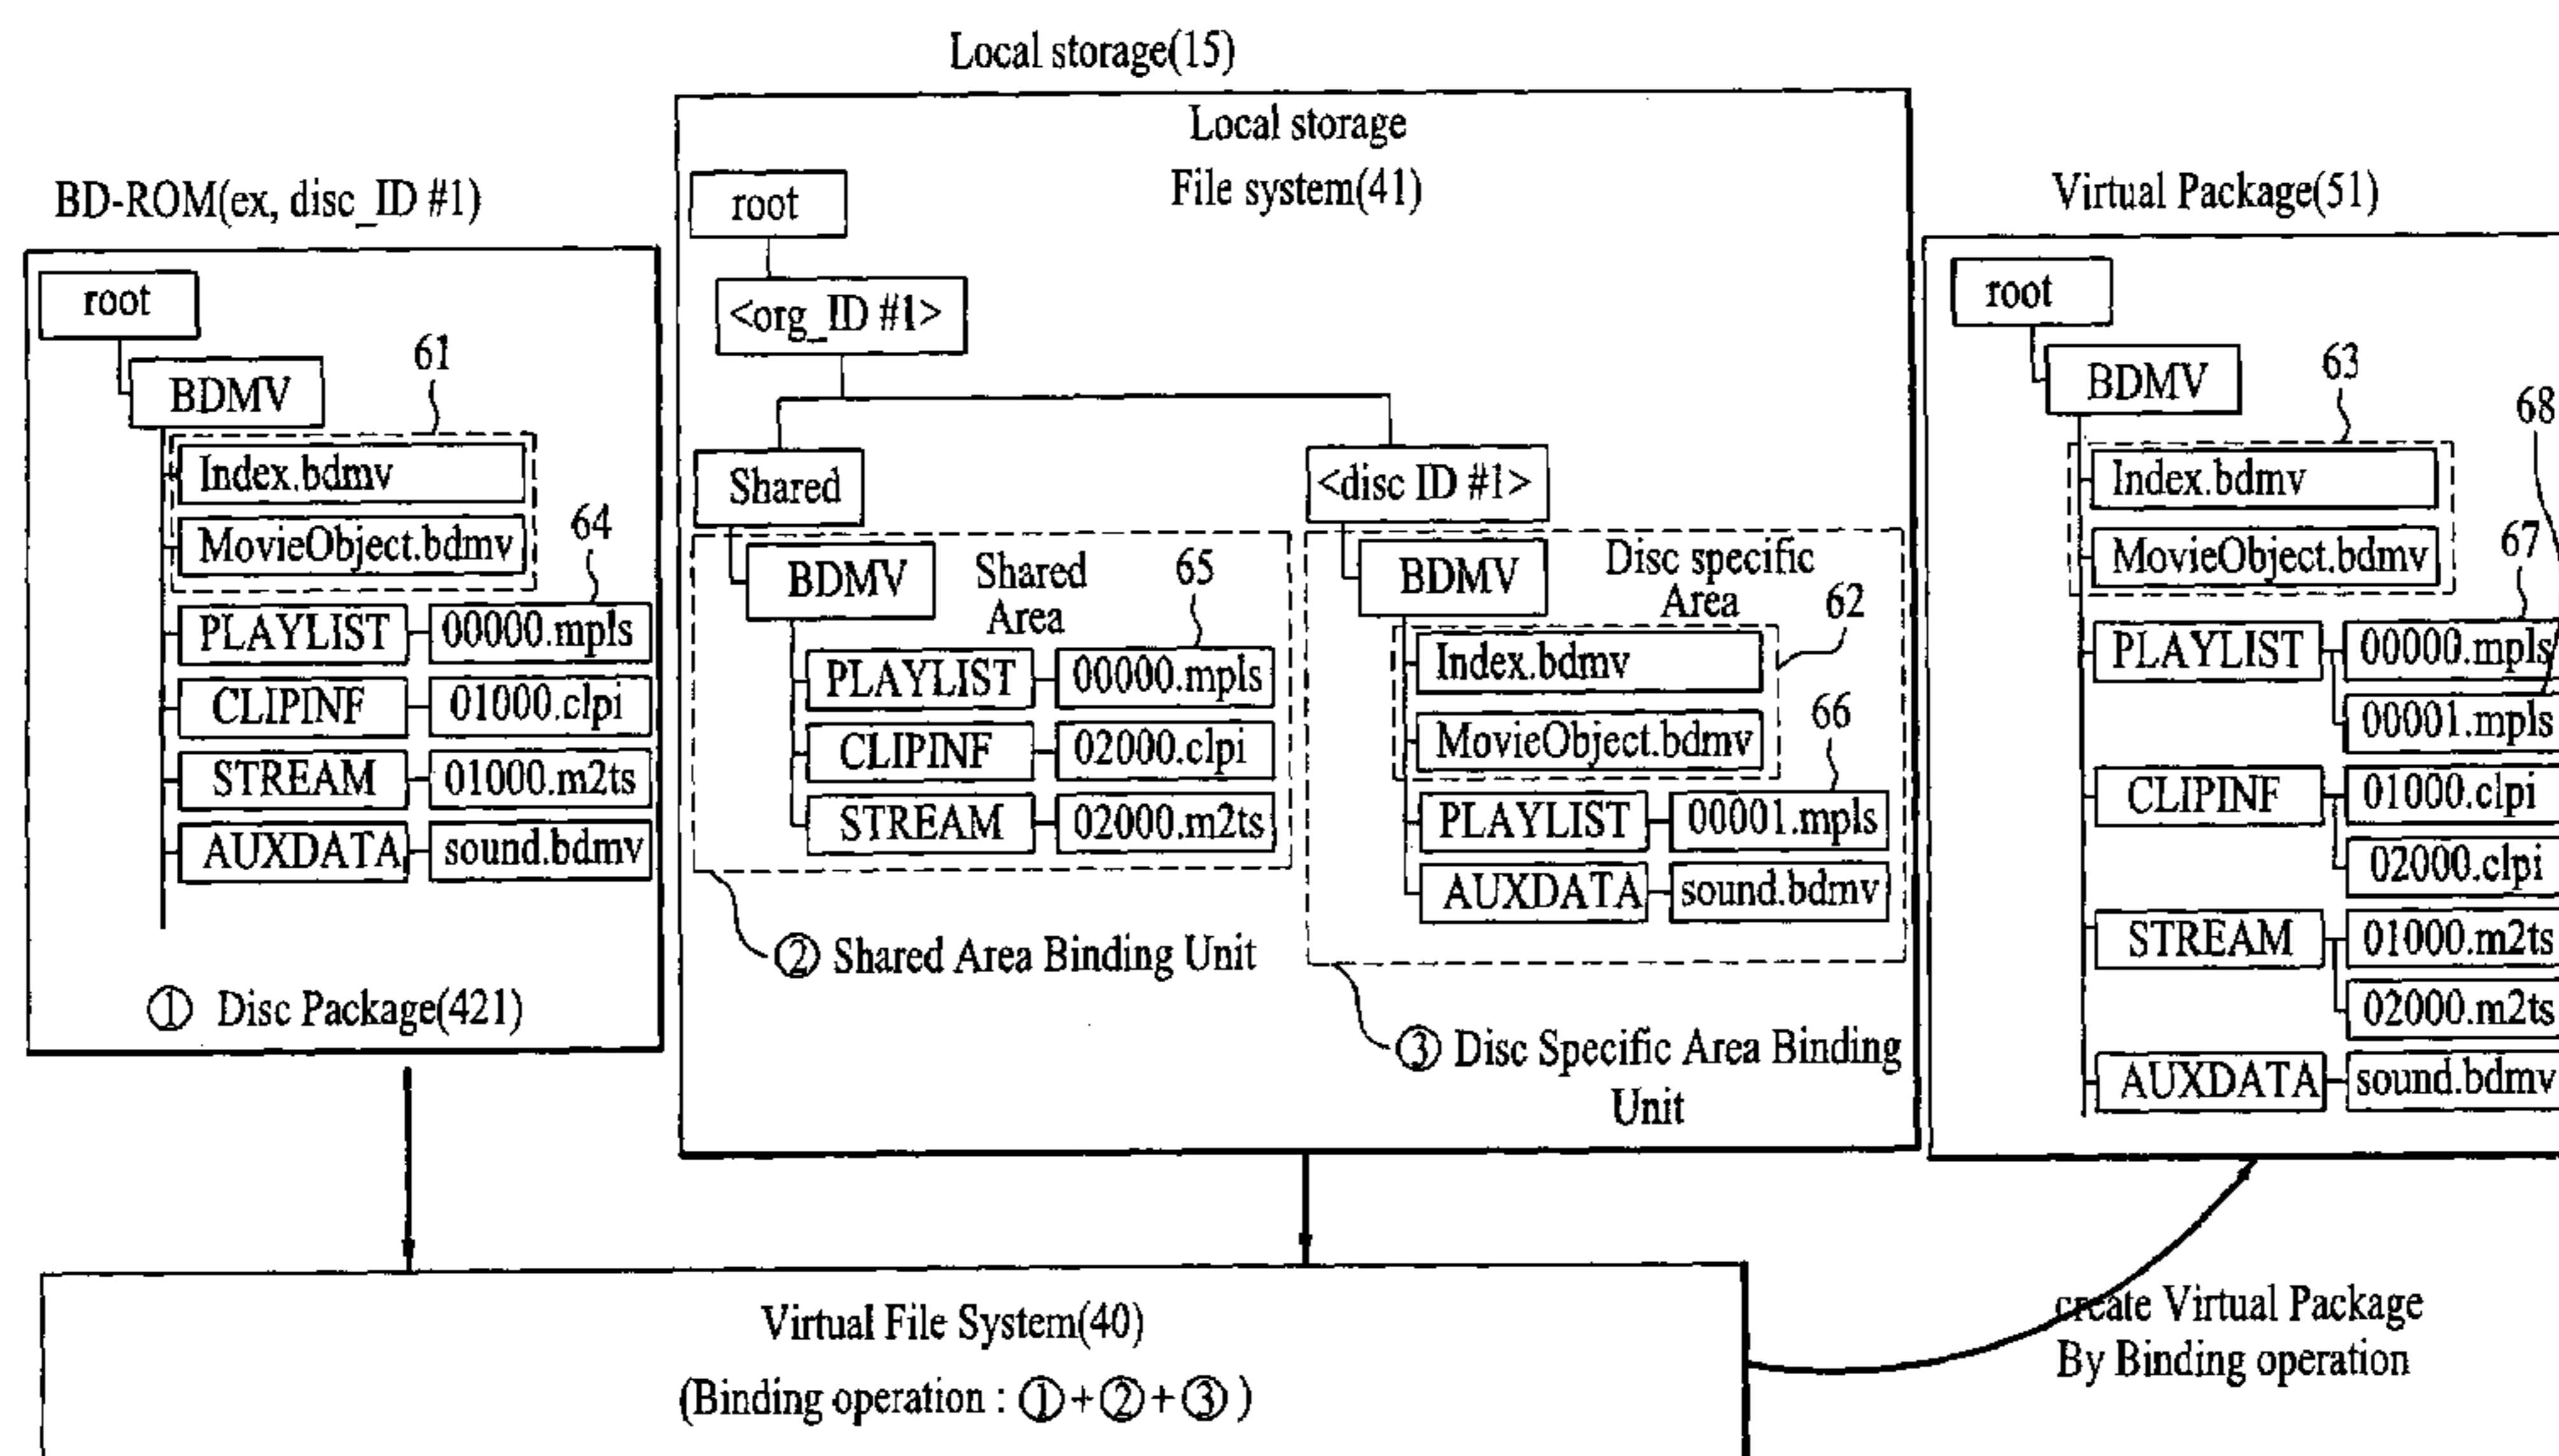 Local storage(15)
Local storage
File system(41)
BD-ROM(ex, disc_ID #1)
root
BDMV
61
Index.bdmv
MovieObject.bdmv
64
PLAYLIST 00000.mpls
CLIPINF 01000.clpi
STREAM 01000.m2ts
AUXDATA sound.bdmv
① Disc Package(421)
root
<org_ID #1>
Shared
BDMV
Shared
Area
65
PLAYLIST 00000.mpls
CLIPINF 02000.clpi
STREAM 02000.m2ts
② Shared Area Binding Unit
<disc ID #1>
BDMV
Disc specific
Area
62
Index.bdmv
MovieObject.bdmv
66
PLAYLIST 00001.mpls
AUXDATA sound.bdmv
③ Disc Specific Area Binding
Unit
Virtual Package(51)
root
BDMV
63
68
Index.bdmv
MovieObject.bdmv
67
PLAYLIST 00000.mpls
00001.mpls
CLIPINF 01000.clpi
02000.clpi
STREAM 01000.m2ts
02000.m2ts
AUXDATA sound.bdmv
Virtual File System(40)
(Binding operation : ①+②+③)
create Virtual Package
By Binding operation